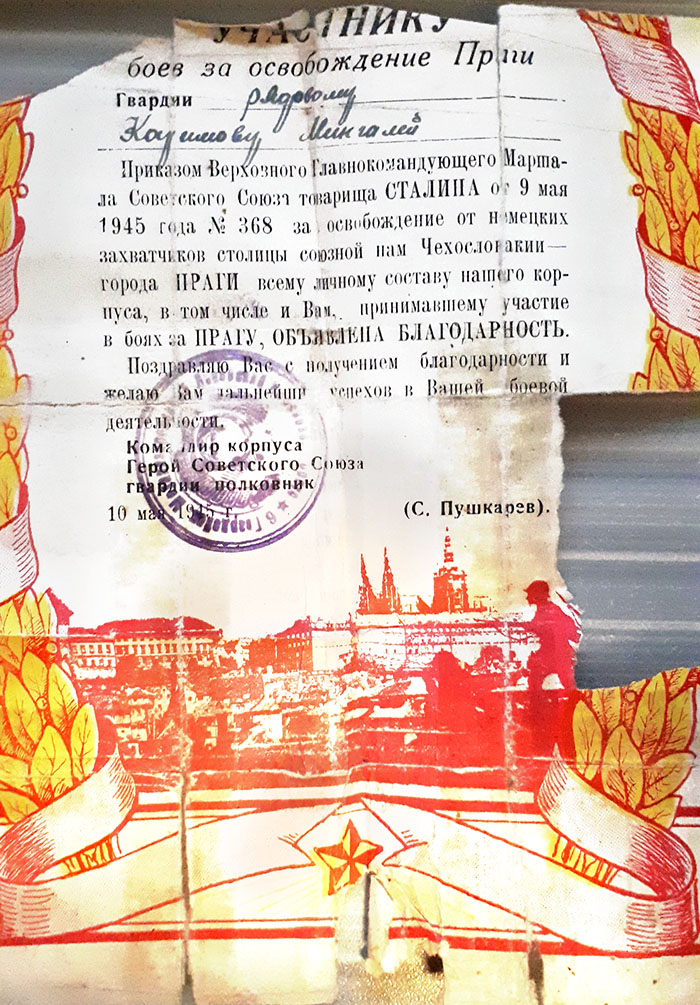 УЧАСТНИКУ
боев за освобождение Праги
Гвардии рядовому
Каримову Мингалей
Приказом Верховного Главнокомандующего Марша-
ла Советского Союза товарища СТАЛИНА от 9 мая
1945 года № 368 за освобождение от немецких
захватчиков столицы союзной нам Чехословакии—
города ПРАГИ всему личному составу нашего кор-
пуса, в том числе и Вам, принимавшему участие
в боях за ПРАГУ, ОБЪЯВЛЕНА БЛАГОДАРНОСТЬ.
Поздравляю Вас с получением благодарности и
желаю Вам дальнейших успехов в Вашей боевой
деятельности.
Командир корпуса
Герой Советского Союза
гвардии полковник
10 мая 1945 г. (С. Пушкарев).